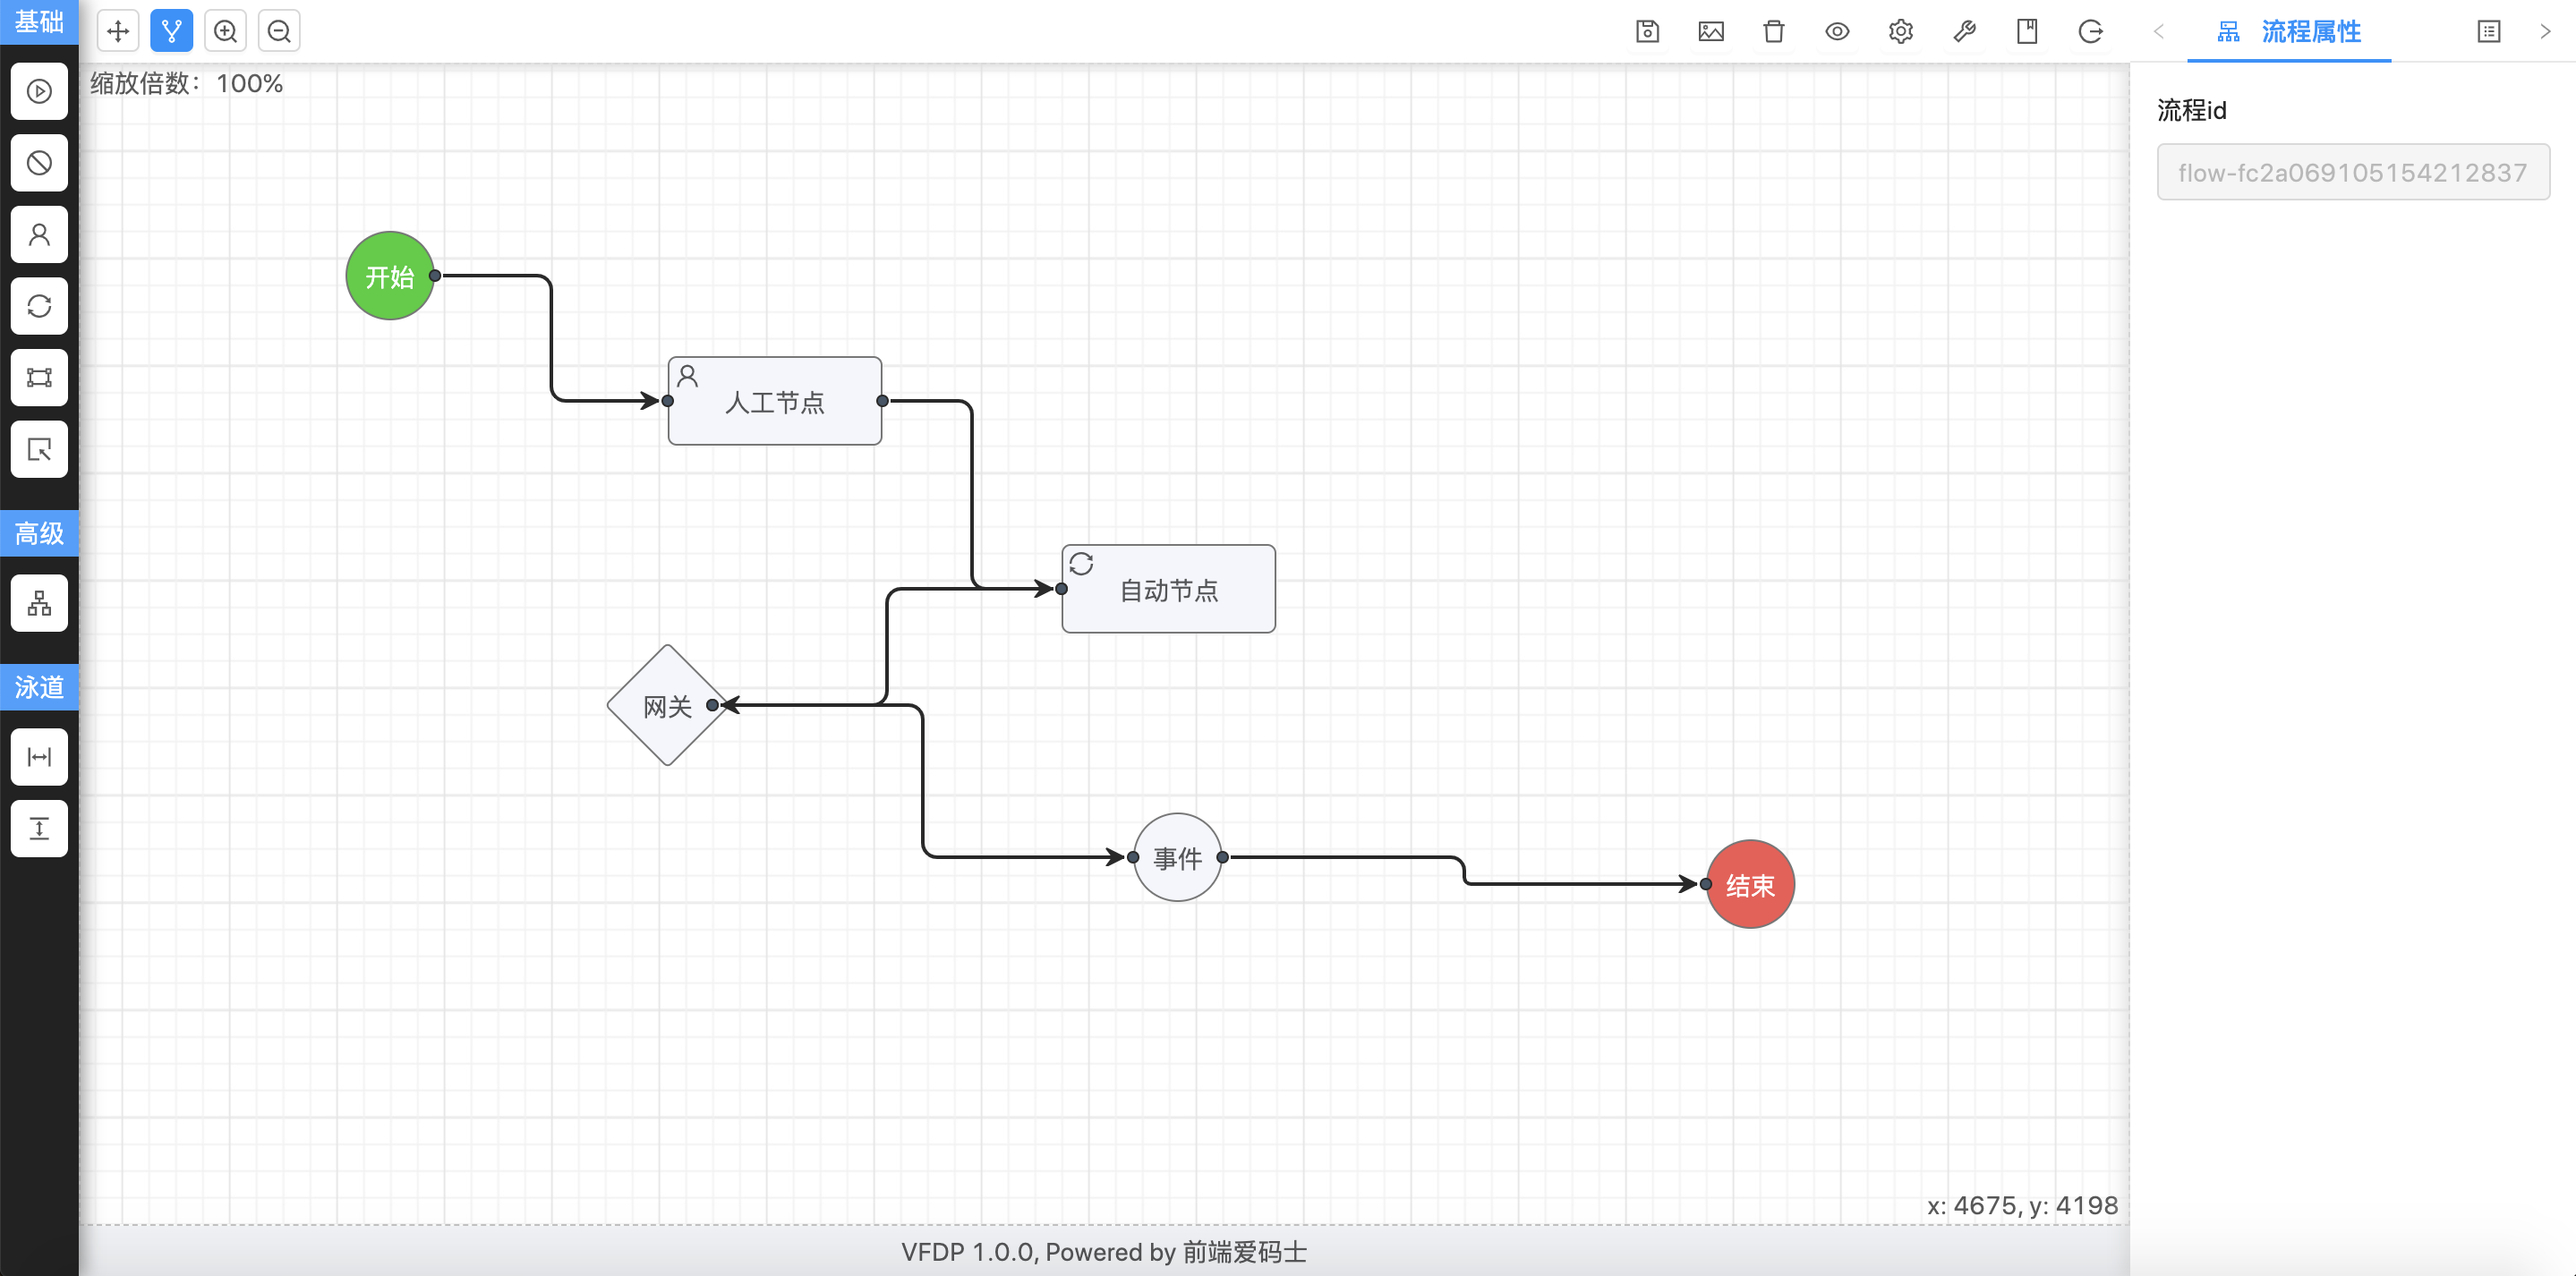 基础
流程属性
缩放倍数：100%
流程id
flow-fc2a069105154212837
开始
人工节点
高级
自动节点
泳道
网关
事件
结束
x: 4675, y: 4198
VFDP 1.0.0, Powered by 前端爱码士